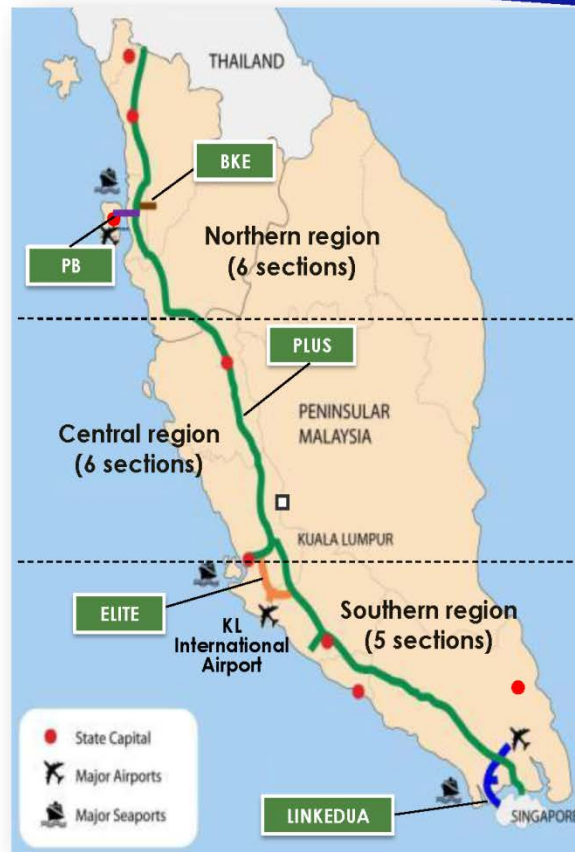 THAILAND
BKE
Northern region
(6 sections)
PB
PLUS
PENINSULAR
MALAYSIA
Central region
(6 sections)
KUALA LUMPUR
ELITE
KL
International
Airport
Southern region
(5 sections)
State Capital
Major Airports
Major Seaports
LINKEDUA
SINGAPORE